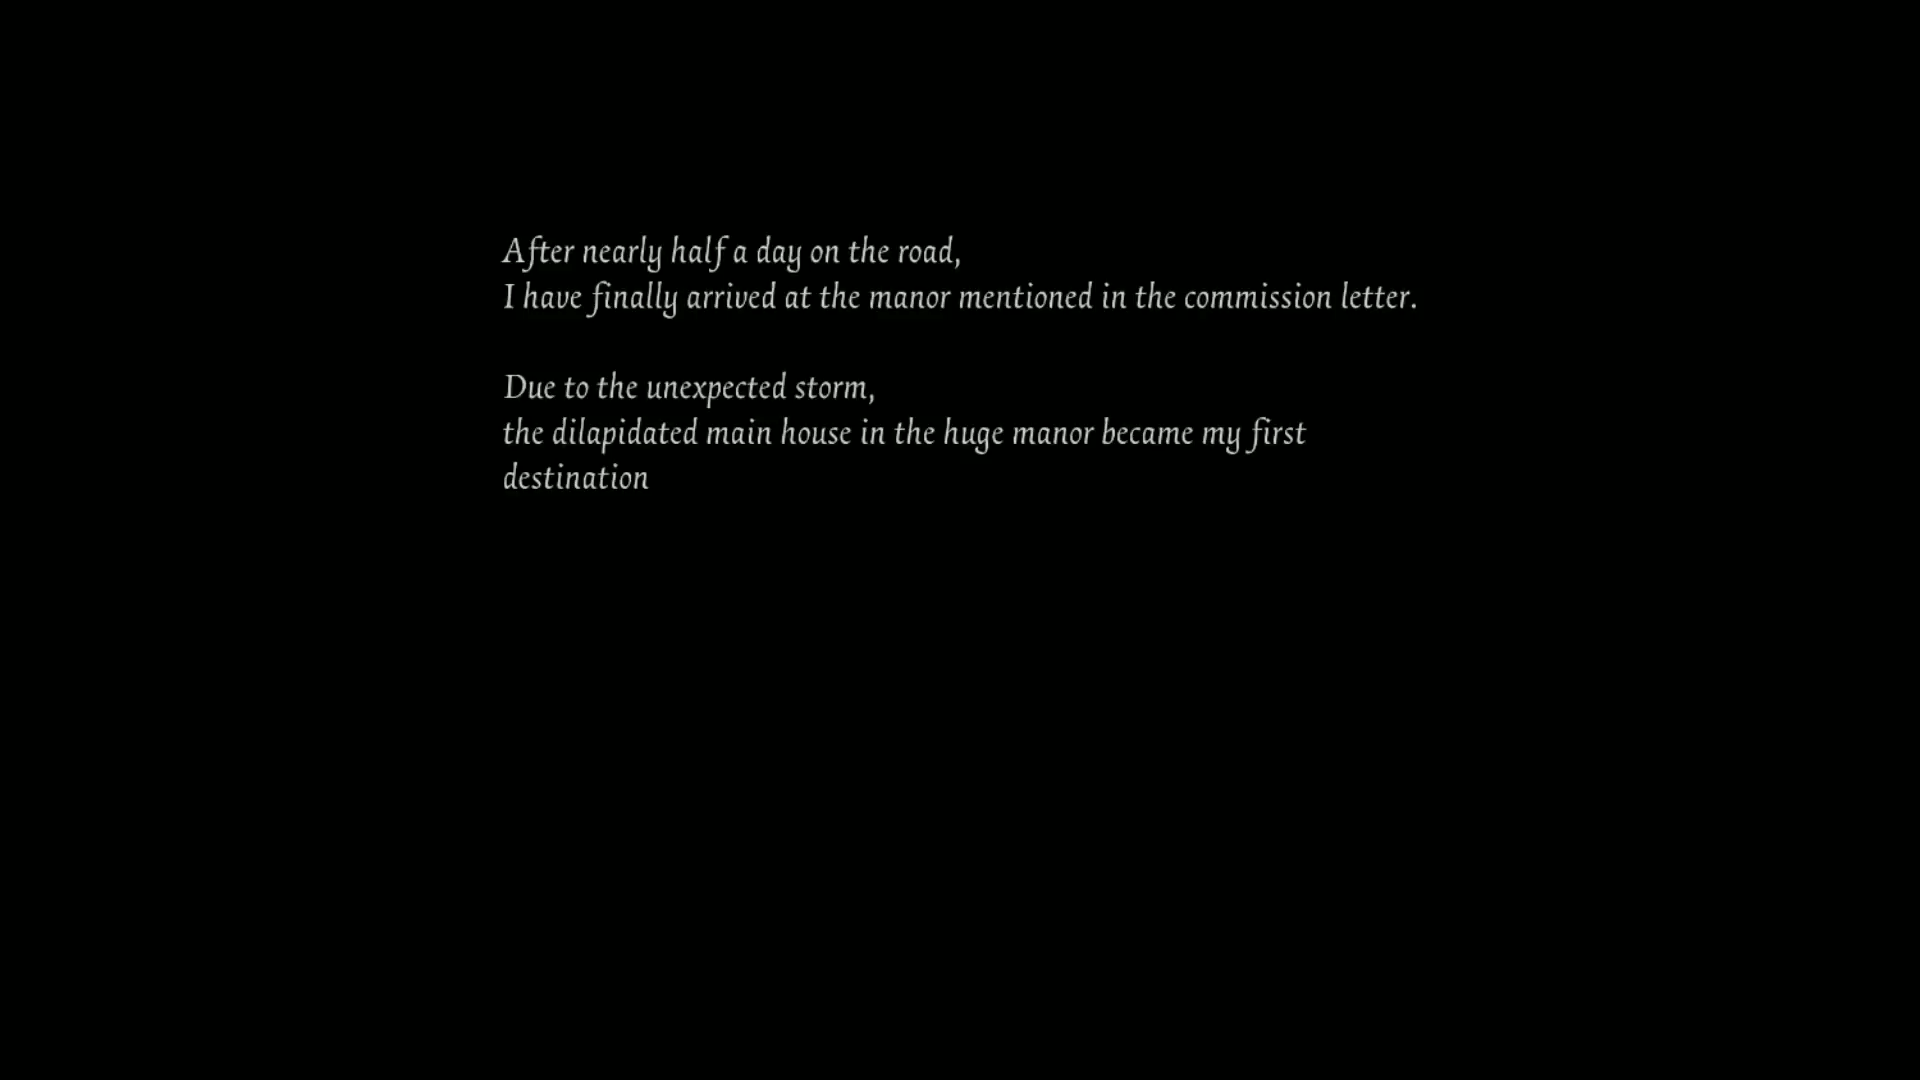 After nearly half a day on the road,
I have finally arrived at the manor mentioned in the commission letter.
Due to the unexpected storm,
the dilapidated main house in the huge manor became my first
destination